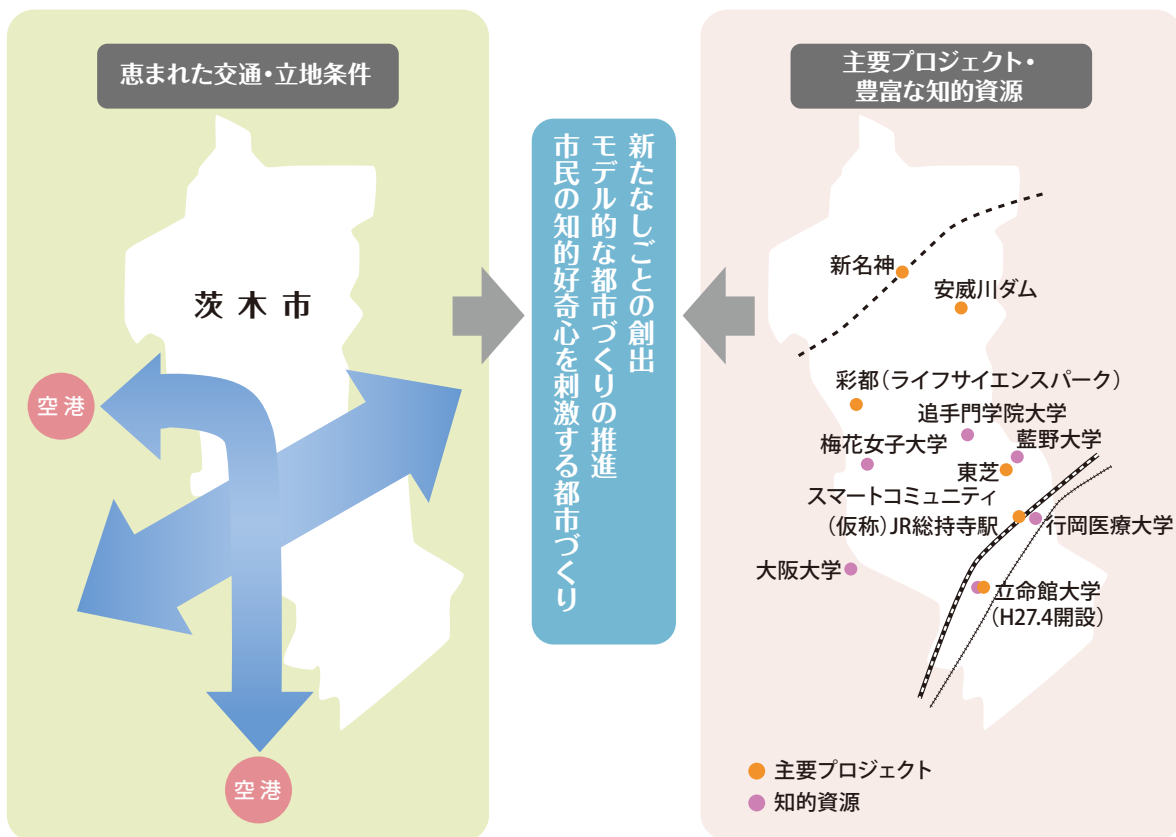 恵まれた交通・立地条件
茨木市
空港
空港
新たなしごとの創出
モデル的な都市づくりの推進
市民の知的好奇心を刺激する都市づくり
主要プロジェクト・
豊富な知的資源
新名神
安威川ダム
彩都（ライフサイエンスパーク）
追手門学院大学
藍野大学
梅花女子大学
東芝
スマートコミュニティ
（仮称）JR総持寺駅
行岡医療大学
大阪大学
立命館大学
（H27.4開設）
主要プロジェクト
知的資源